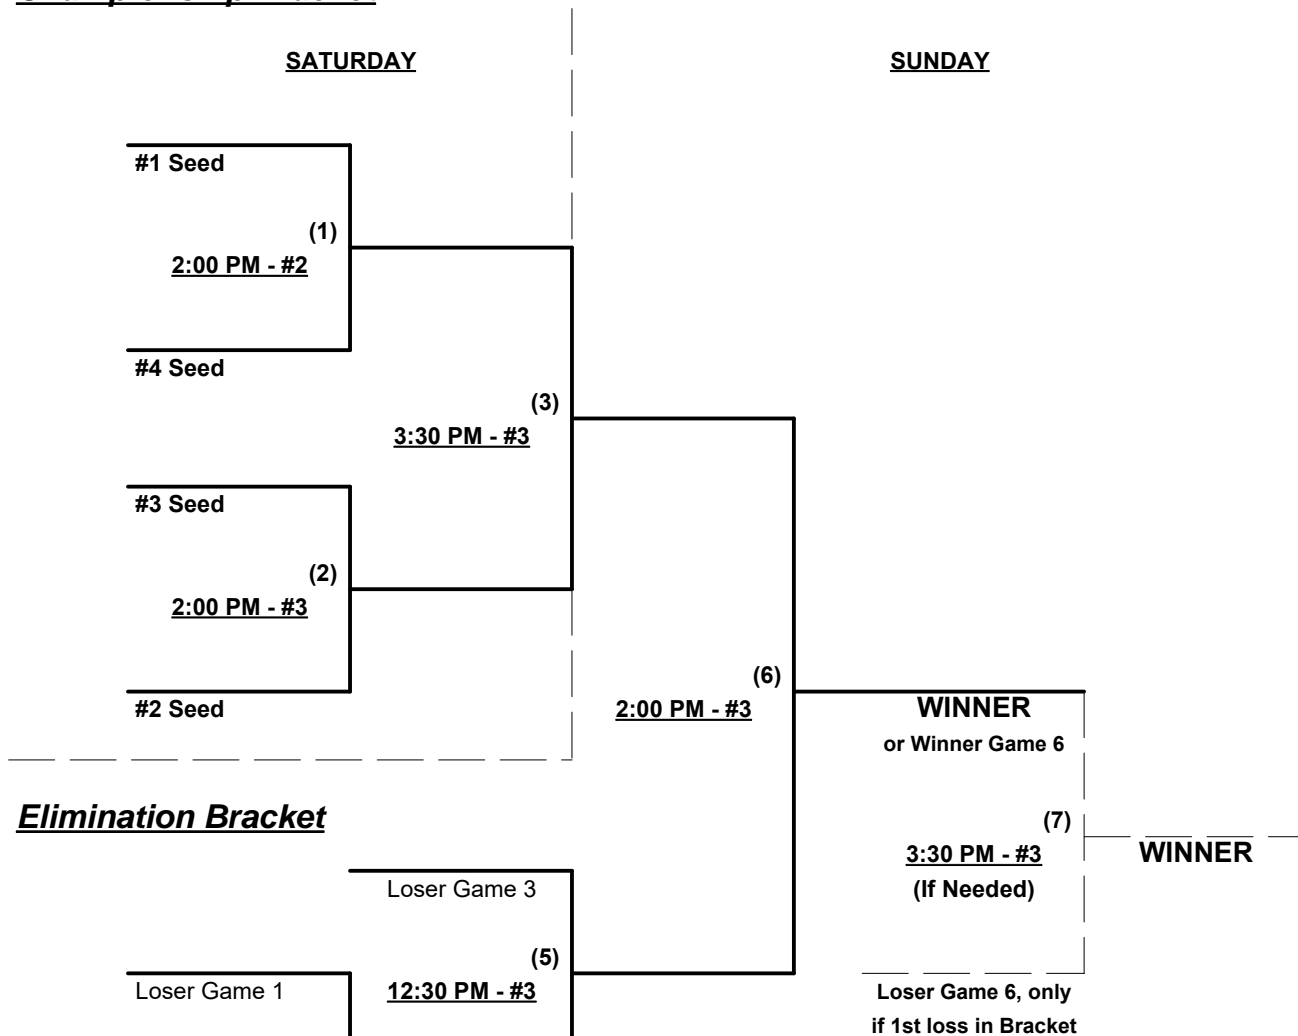 SATURDAY
SUNDAY
#1 Seed
(1)
2:00 PM - #2
#4 Seed
(3)
3:30 PM - #3
#3 Seed
(2)
2:00 PM - #3
#2 Seed
(6)
2:00 PM - #3
WINNER
or Winner Game 6
Elimination Bracket
(7)
3:30 PM - #3
(If Needed)
WINNER
Loser Game 3
(5)
12:30 PM - #3
Loser Game 1
Loser Game 6, only
if 1st loss in Bracket